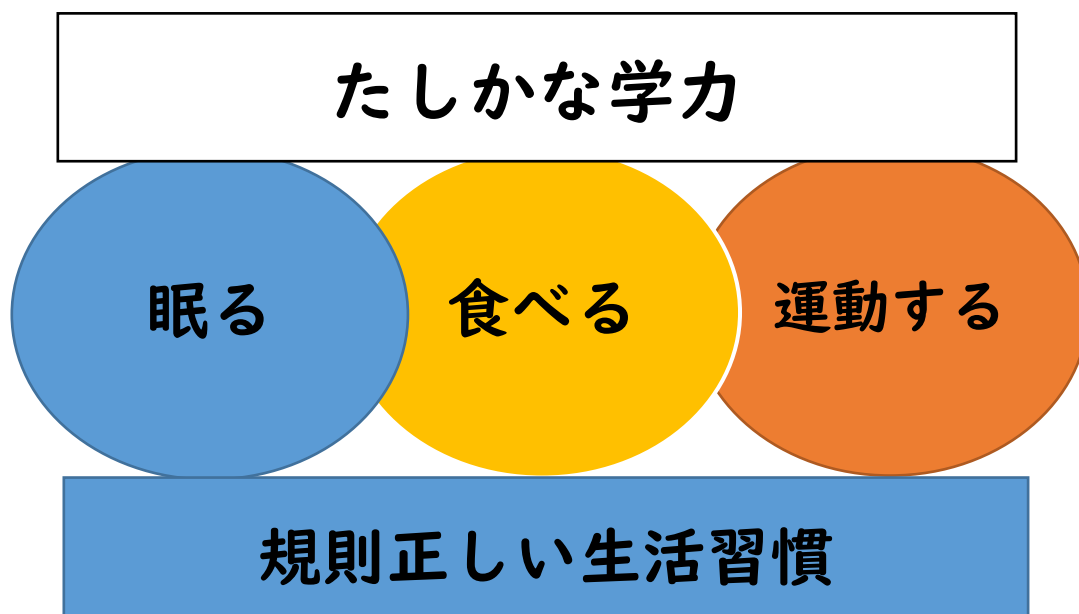 たしかな学力
眠る
食べる
運動する
規則正しい生活習慣